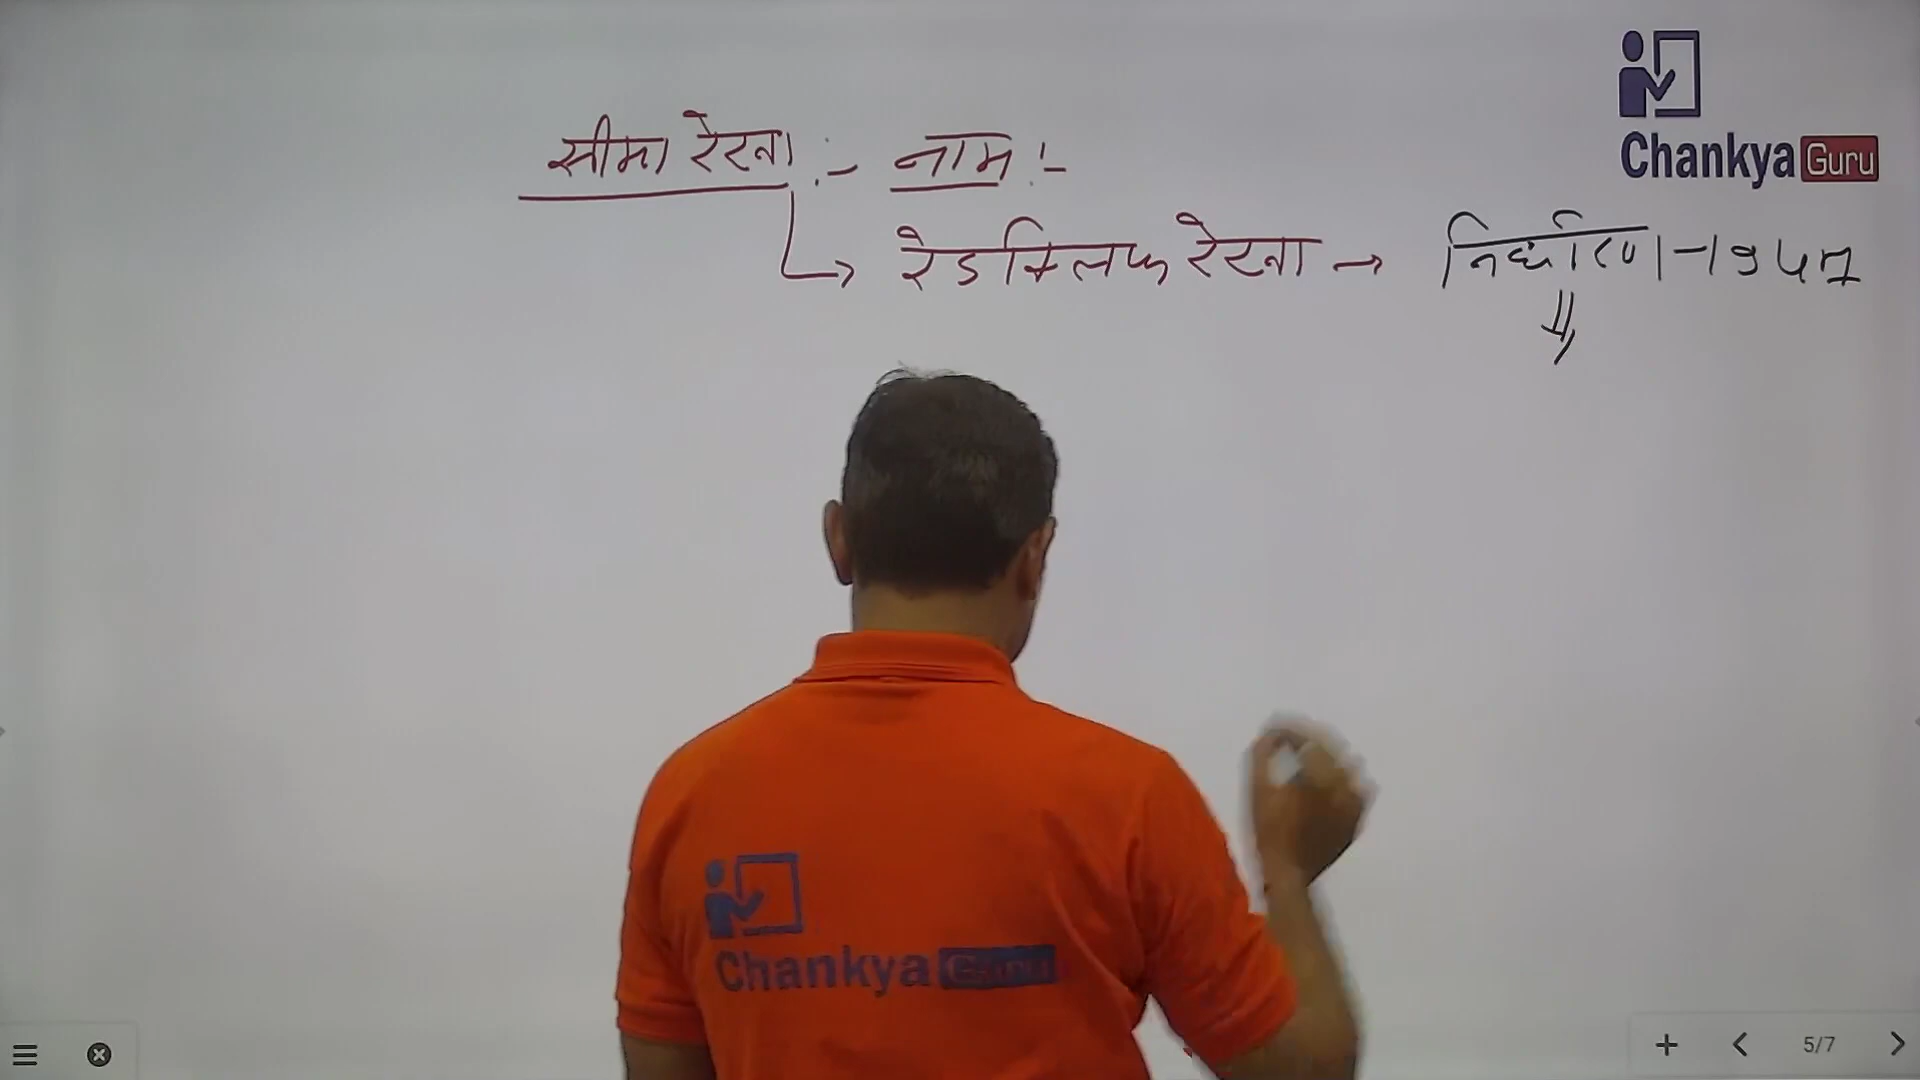 सीमा रेखा :- नाम :-
रेडक्लिफ रेखा → निर्धारण - 1947
Chankya Guru
Chankya Guru
5/7